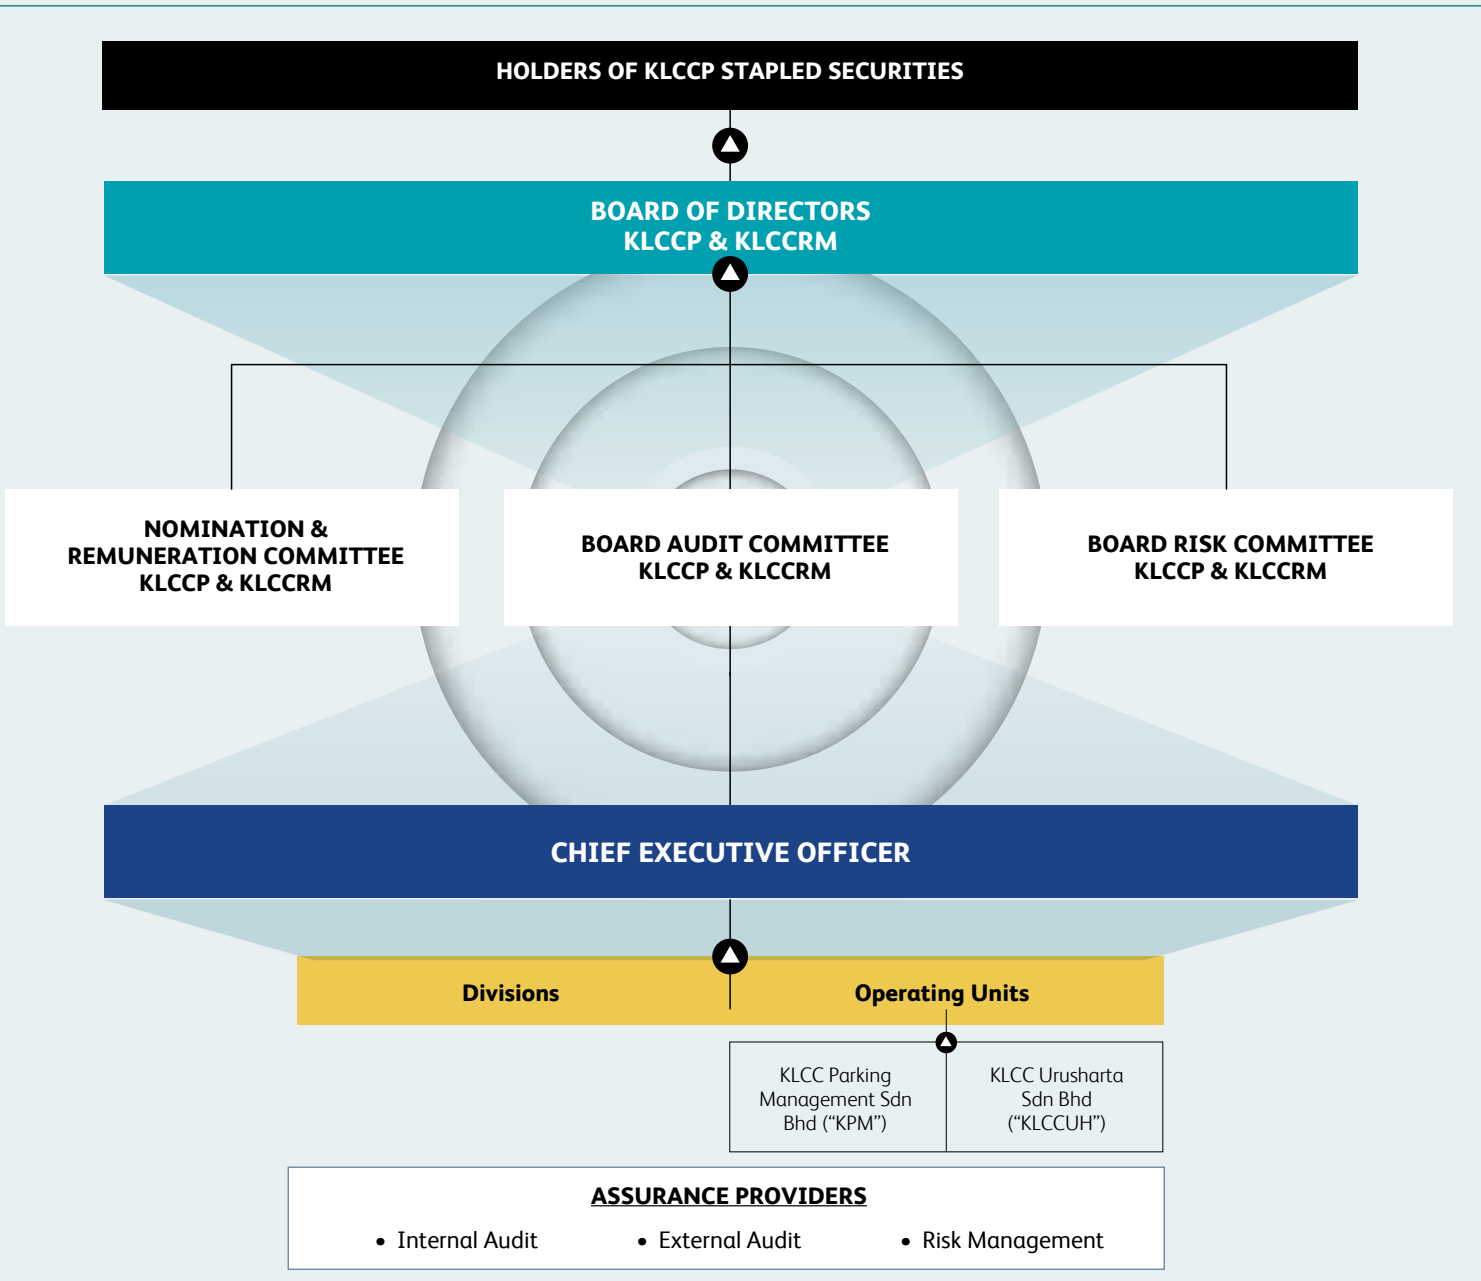 HOLDERS OF KLCCP STAPLED SECURITIES
BOARD OF DIRECTORS
KLCCP & KLCCRM
NOMINATION &
REMUNERATION COMMITTEE
KLCCP & KLCCRM
BOARD AUDIT COMMITTEE
KLCCP & KLCCRM
BOARD RISK COMMITTEE
KLCCP & KLCCRM
CHIEF EXECUTIVE OFFICER
Divisions
Operating Units
KLCC Parking
Management Sdn
Bhd (“KPM”)
KLCC Urusharta
Sdn Bhd
(“KLCCUH”)
ASSURANCE PROVIDERS
• Internal Audit
• External Audit
• Risk Management